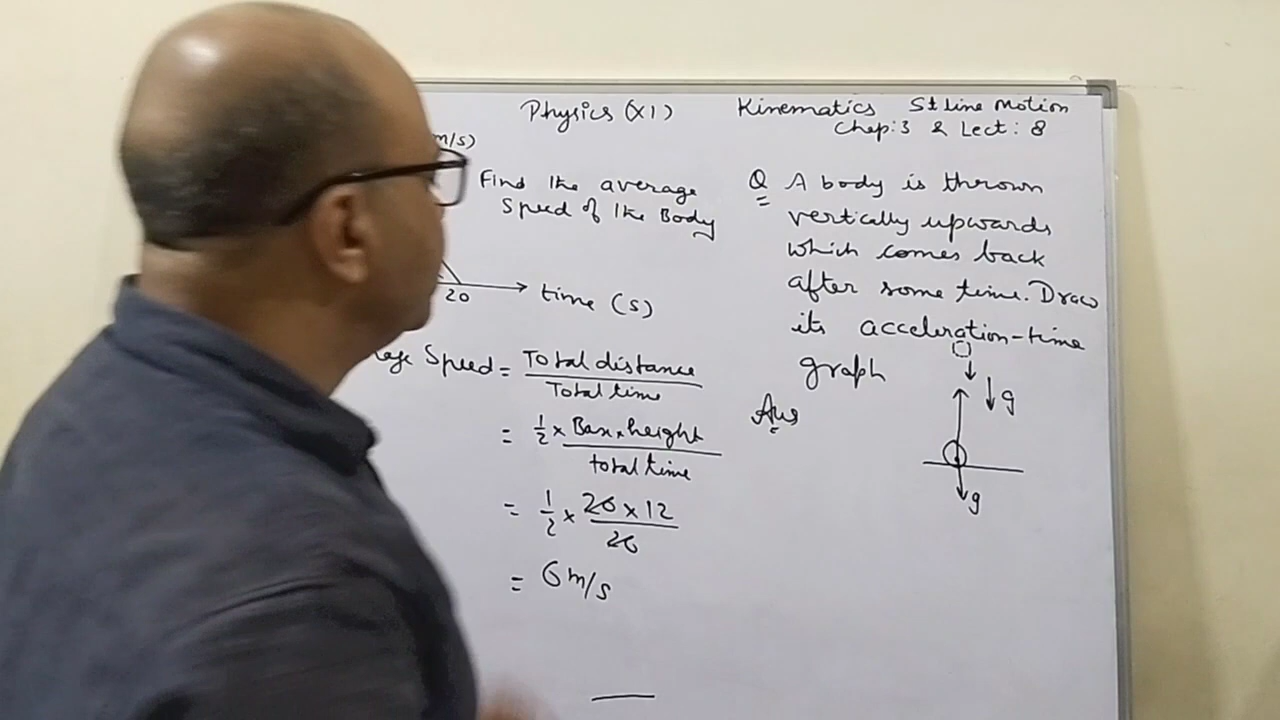 Physics (XI)
Kinematics St line Motion
Chap: 3 & Lect: 8
m/s)
Find the average
Speed of the Body
20
time (s)
age Speed = Total distance
Total time
= 1/2 × Base × height
total time
= 1/2 × 20 × 12
20
= 6 m/s
Q A body is thrown
vertically upwards
which comes back
after some time. Draw
its acceleration-time
graph
Ans
g
g